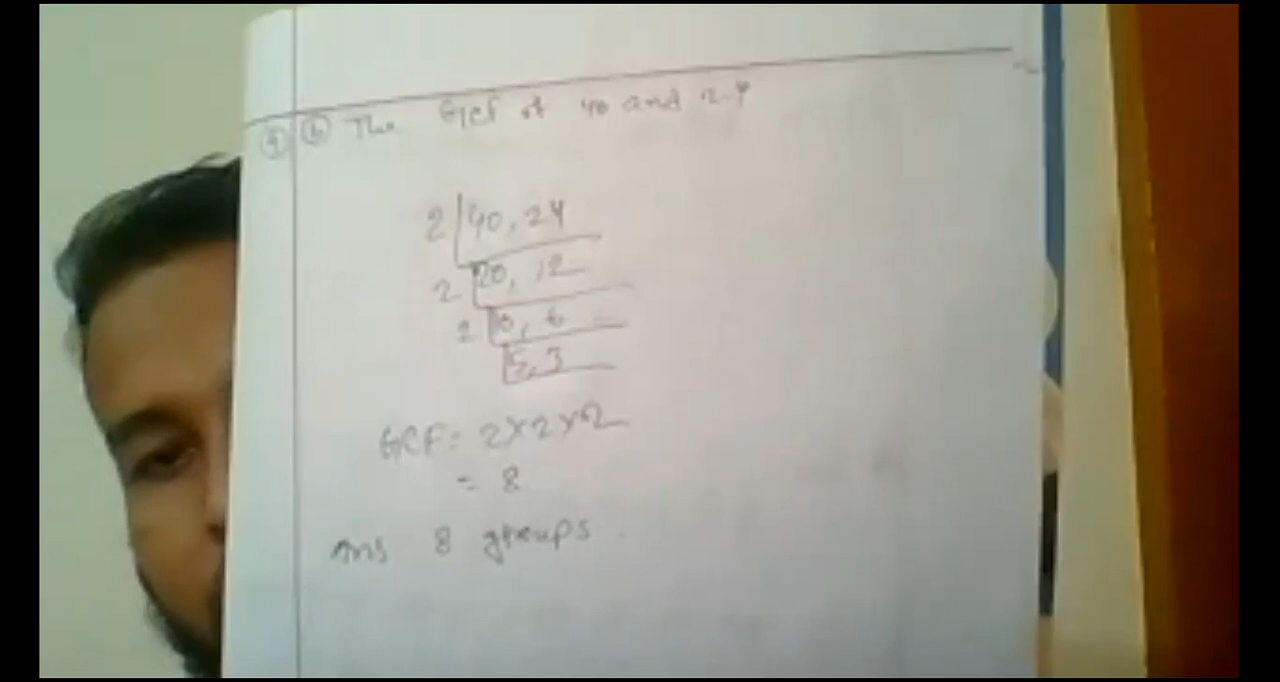 9 b The GCF of 40 and 24
2 40, 24
2 20, 12
2 10, 6
5, 3
GCF = 2×2×2
= 8
Ans 8 groups.